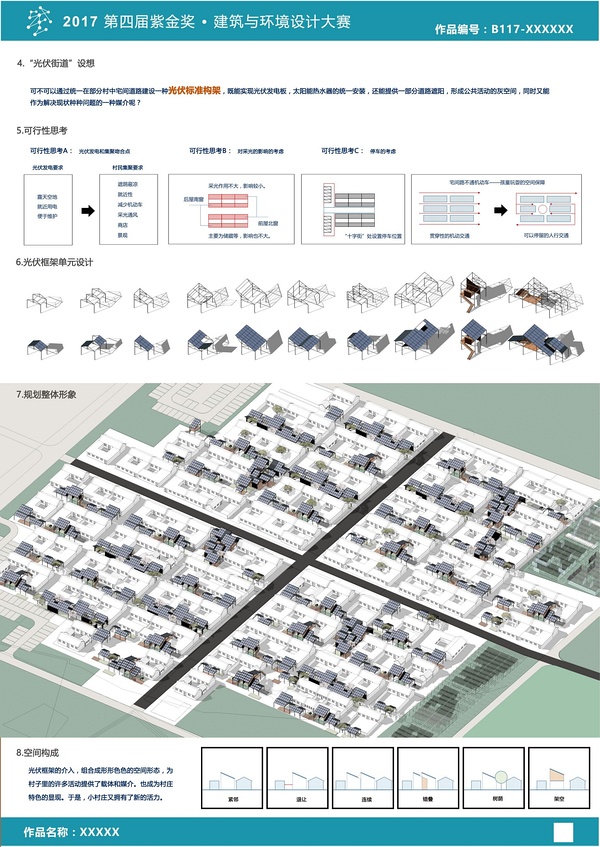 2017 第四届紫金奖 • 建筑与环境设计大赛
作品编号：B117-XXXXXX
4.“光伏街道”设想
可不可以通过统一在部分村中宅间道路建设一种光伏标准构架，既能实现光伏发电板，太阳能热水器的统一安装，还能提供一部分道路遮阳，形成公共活动的灰空间，同时又能
作为解决现状种种问题的一种媒介呢？
5.可行性思考
可行性思考A： 光伏发电和集聚吻合点
可行性思考B： 对采光的影响的考虑
可行性思考C： 停车的考虑
光伏发电要求
村民集聚要求
露天空地
就近用电
便于维护
遮荫避凉
就近性
减少机动车
采光通风
商店
景观
采光作用不大，影响较小。
后屋南窗
前屋北窗
主要为储藏等，影响也不大。
“十字街”处设置停车位置
宅间路不通机动车——孩童玩耍的空间保障
贯穿性的机动交通
可以停留的人行交通
6.光伏框架单元设计
7.规划整体形象
8.空间构成
光伏框架的介入，组合成形形色色的空间形态，为
村子里的许多活动提供了载体和媒介。也成为村庄
特色的显现。于是，小村庄又拥有了新的活力。
紧邻
退让
连续
错叠
树荫
架空
作品名称：XXXXX